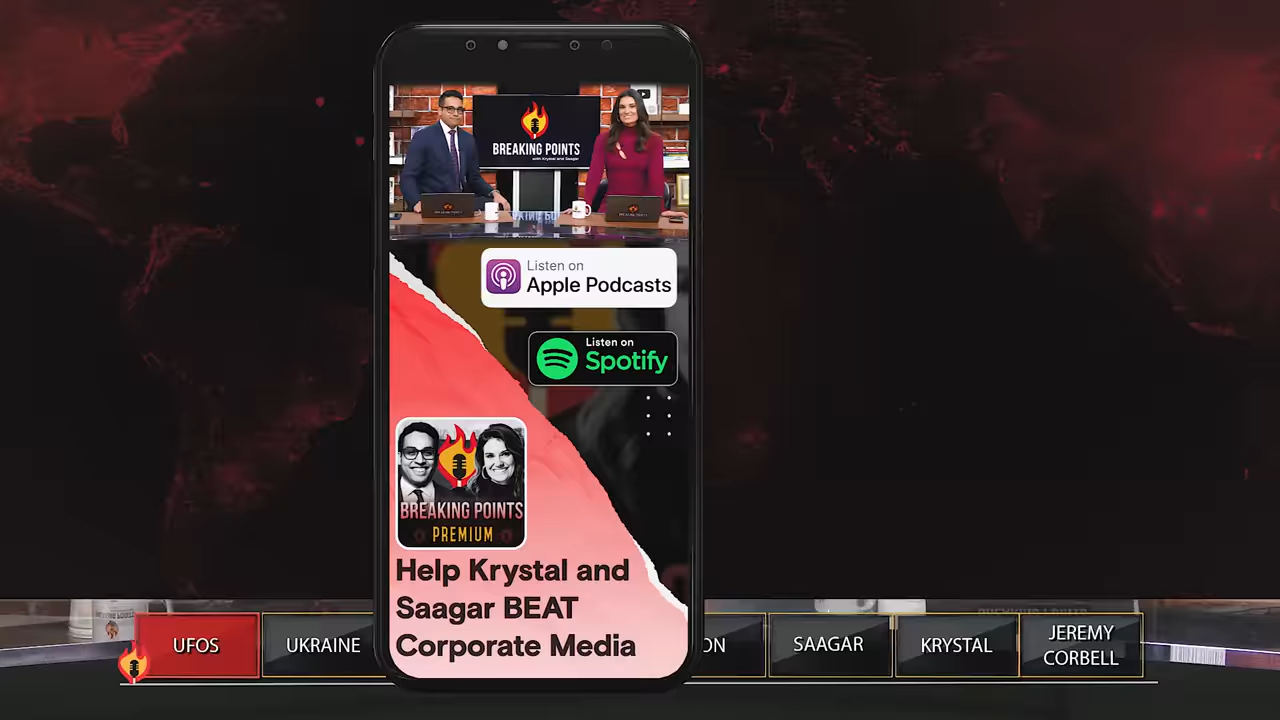 BREAKING POINTS
with Krystal and Saagar
Listen on
Apple Podcasts
Listen on
Spotify
BREAKING POINTS
PREMIUM
Help Krystal and
Saagar BEAT
Corporate Media
UFOS
UKRAINE
ON
SAAGAR
KRYSTAL
JEREMY
CORBELL